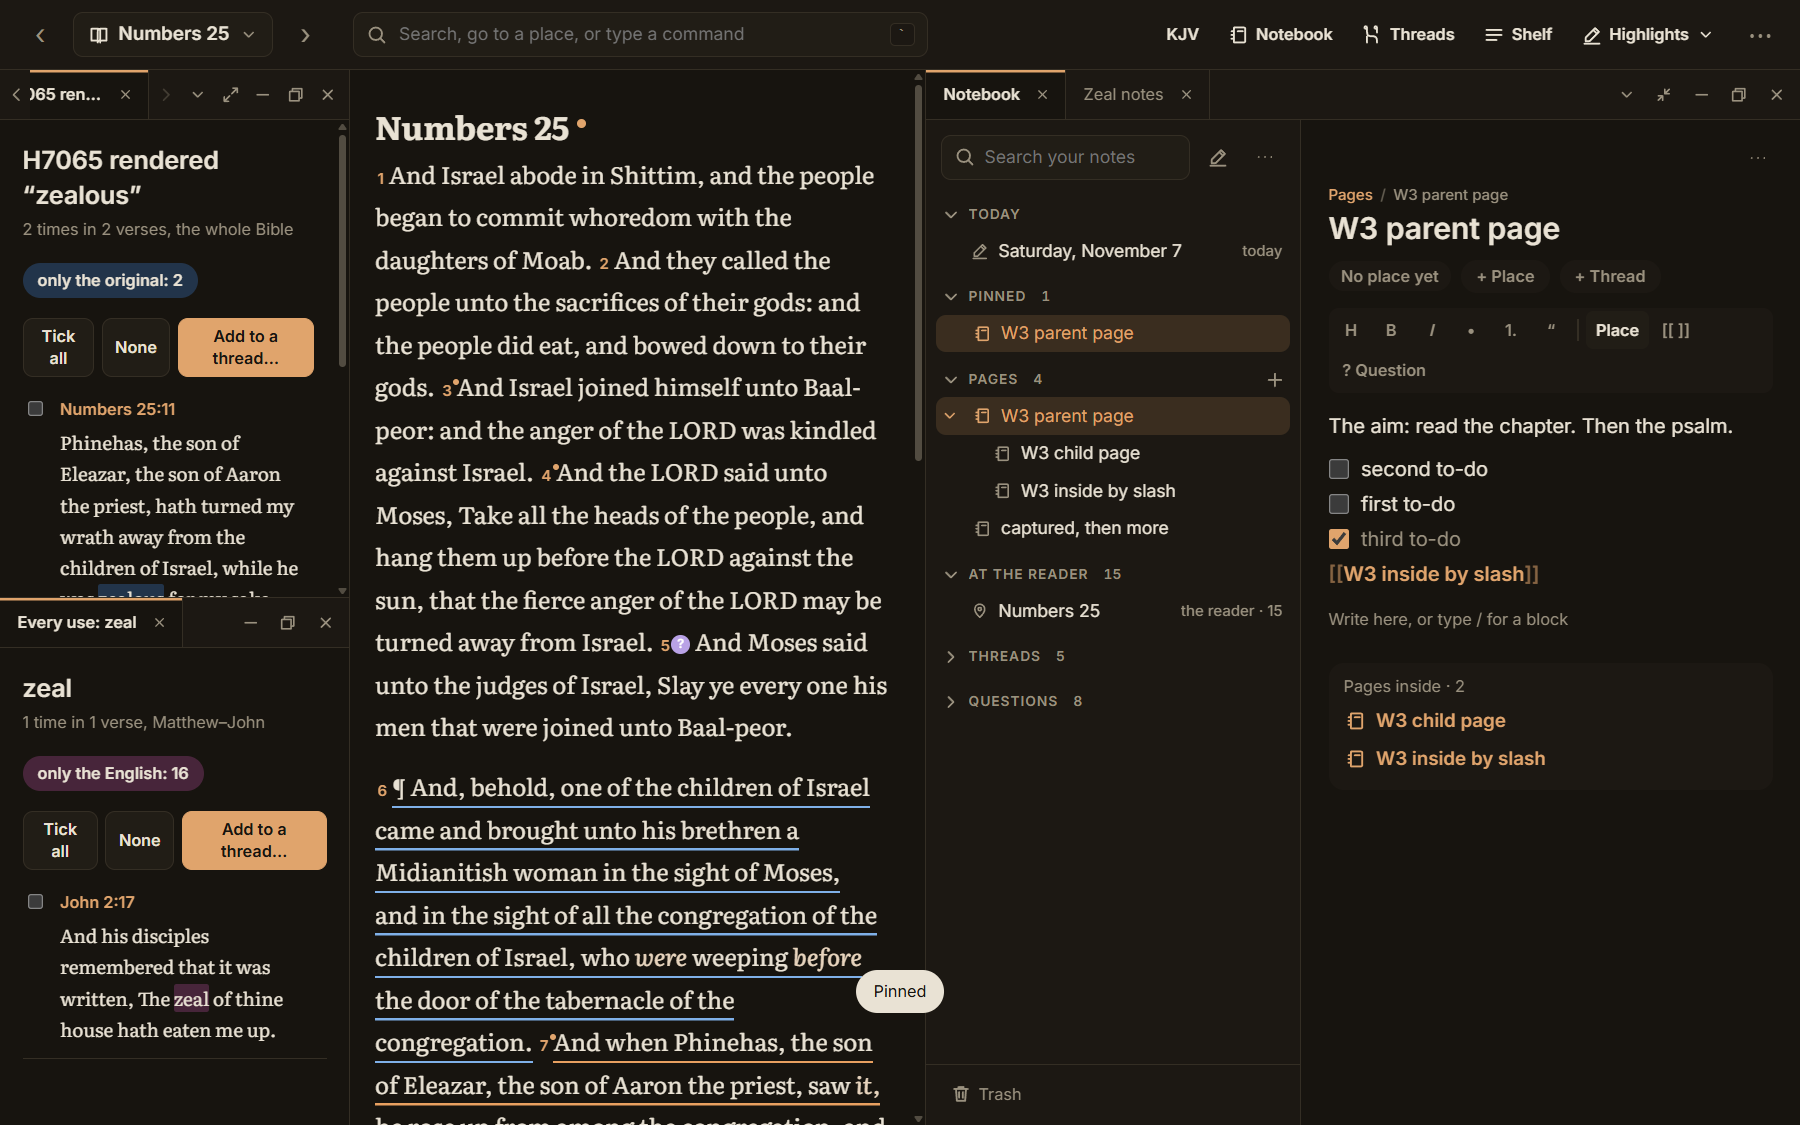 Numbers 25
Search, go to a place, or type a command
`
KJV
Notebook
Threads
Shelf
Highlights
...
065 ren...
H7065 rendered
“zealous”
2 times in 2 verses, the whole Bible
only the original: 2
Tick
all
None
Add to a
thread...
Numbers 25:11
Phinehas, the son of
Eleazar, the son of Aaron
the priest, hath turned my
wrath away from the
children of Israel, while he
Every use: zeal
zeal
1 time in 1 verse, Matthew–John
only the English: 16
Tick
all
None
Add to a
thread...
John 2:17
And his disciples
remembered that it was
written, The zeal of thine
house hath eaten me up.
Numbers 25
1 And Israel abode in Shittim, and the people
began to commit whoredom with the
daughters of Moab. 2 And they called the
people unto the sacrifices of their gods: and
the people did eat, and bowed down to their
gods. 3 And Israel joined himself unto Baal-
peor: and the anger of the LORD was kindled
against Israel. 4 And the LORD said unto
Moses, Take all the heads of the people, and
hang them up before the LORD against the
sun, that the fierce anger of the LORD may be
turned away from Israel. 5 ? And Moses said
unto the judges of Israel, Slay ye every one his
men that were joined unto Baal-peor.
6 ¶ And, behold, one of the children of Israel
came and brought unto his brethren a
Midianitish woman in the sight of Moses,
and in the sight of all the congregation of the
children of Israel, who were weeping before
the door of the tabernacle of the
congregation. 7 And when Phinehas, the son
of Eleazar, the son of Aaron the priest, saw it,
he rose up from among the congregation, and
Pinned
Notebook
Zeal notes
Search your notes
...
TODAY
Saturday, November 7 today
PINNED 1
W3 parent page
PAGES 4
W3 parent page
W3 child page
W3 inside by slash
captured, then more
AT THE READER 15
Numbers 25 the reader · 15
THREADS 5
QUESTIONS 8
Trash
...
Pages / W3 parent page
W3 parent page
No place yet + Place + Thread
H B I • 1. “ Place [[ ]]
? Question
The aim: read the chapter. Then the psalm.
second to-do
first to-do
third to-do
[[W3 inside by slash]]
Write here, or type / for a block
Pages inside · 2
W3 child page
W3 inside by slash